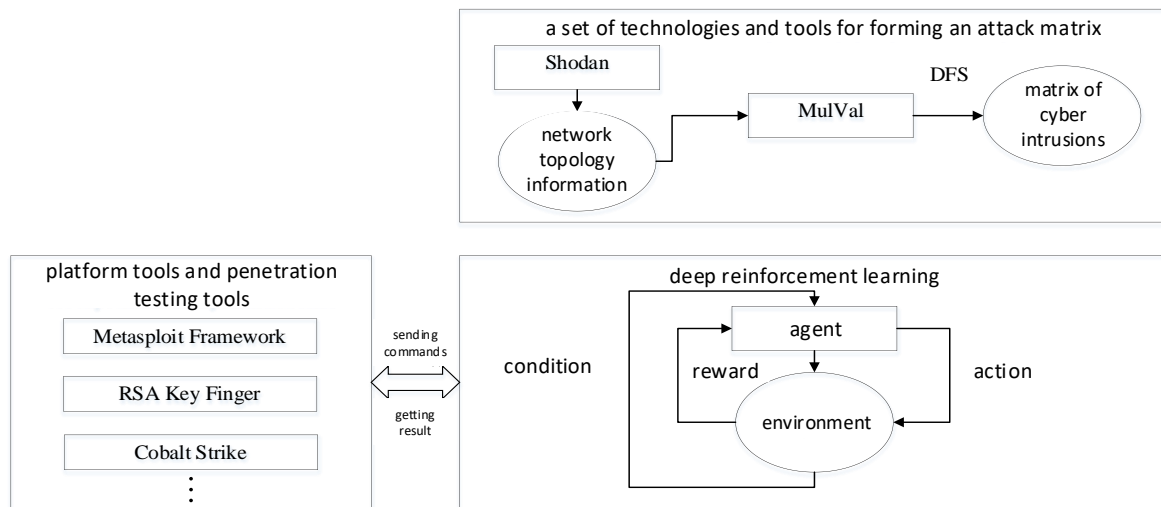 a set of technologies and tools for forming an attack matrix
Shodan
network
topology
information
MulVal
DFS
matrix of
cyber
intrusions
platform tools and penetration
testing tools
Metasploit Framework
RSA Key Finger
Cobalt Strike
sending
commands
getting
result
deep reinforcement learning
condition
agent
reward
action
environment